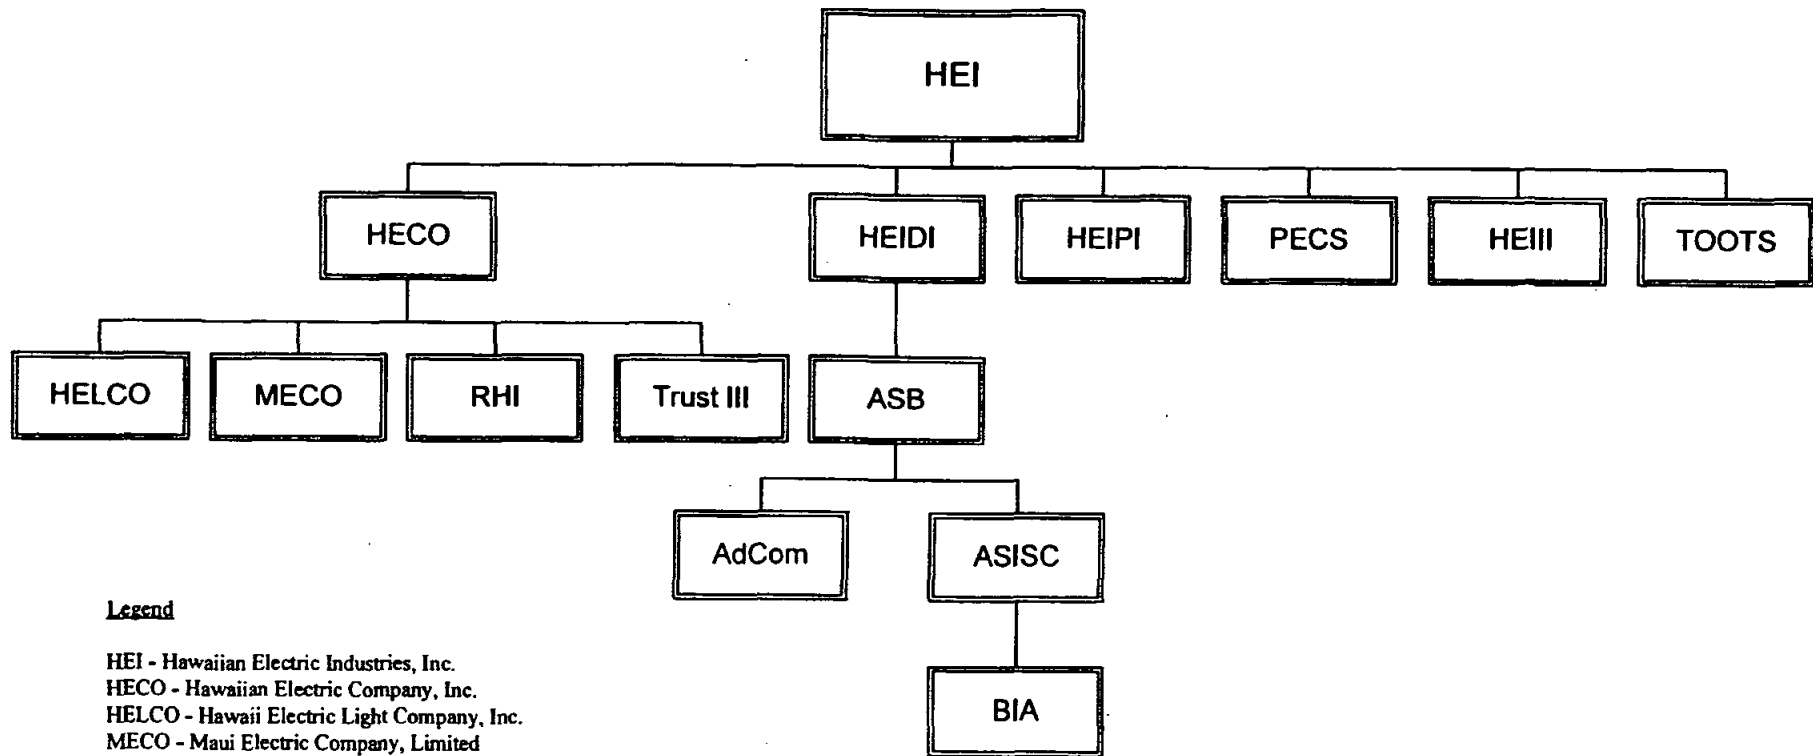 HEI
HECO
HEIDI
HEIPI
PECS
HEIII
TOOTS
HELCO
MECO
RHI
Trust III
ASB
AdCom
ASISC
BIA
Legend
HEI - Hawaiian Electric Industries, Inc.
HECO - Hawaiian Electric Company, Inc.
HELCO - Hawaii Electric Light Company, Inc.
MECO - Maui Electric Company, Limited